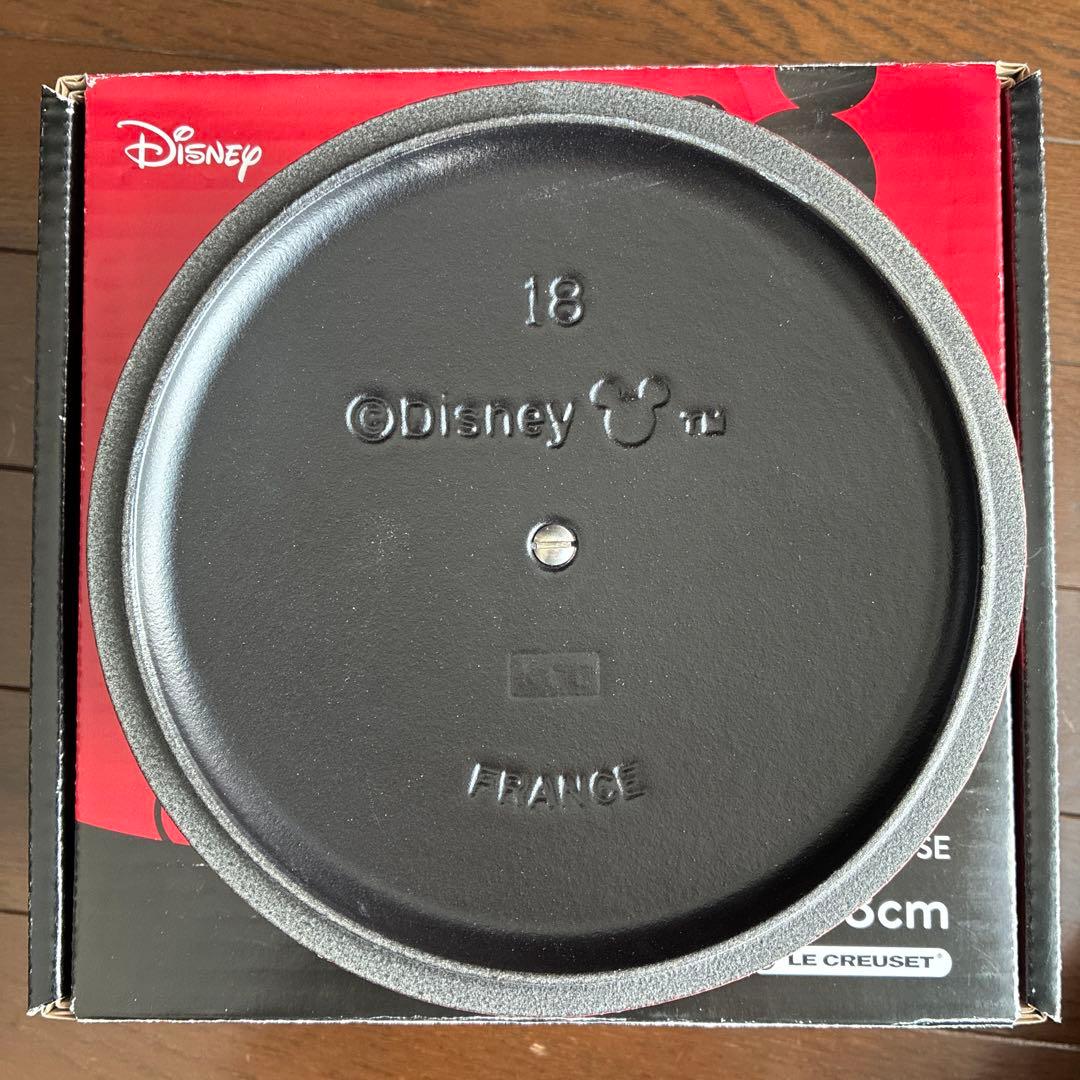 Disney
18
©Disney ™
FRANCE
SE
cm
LE CREUSET®